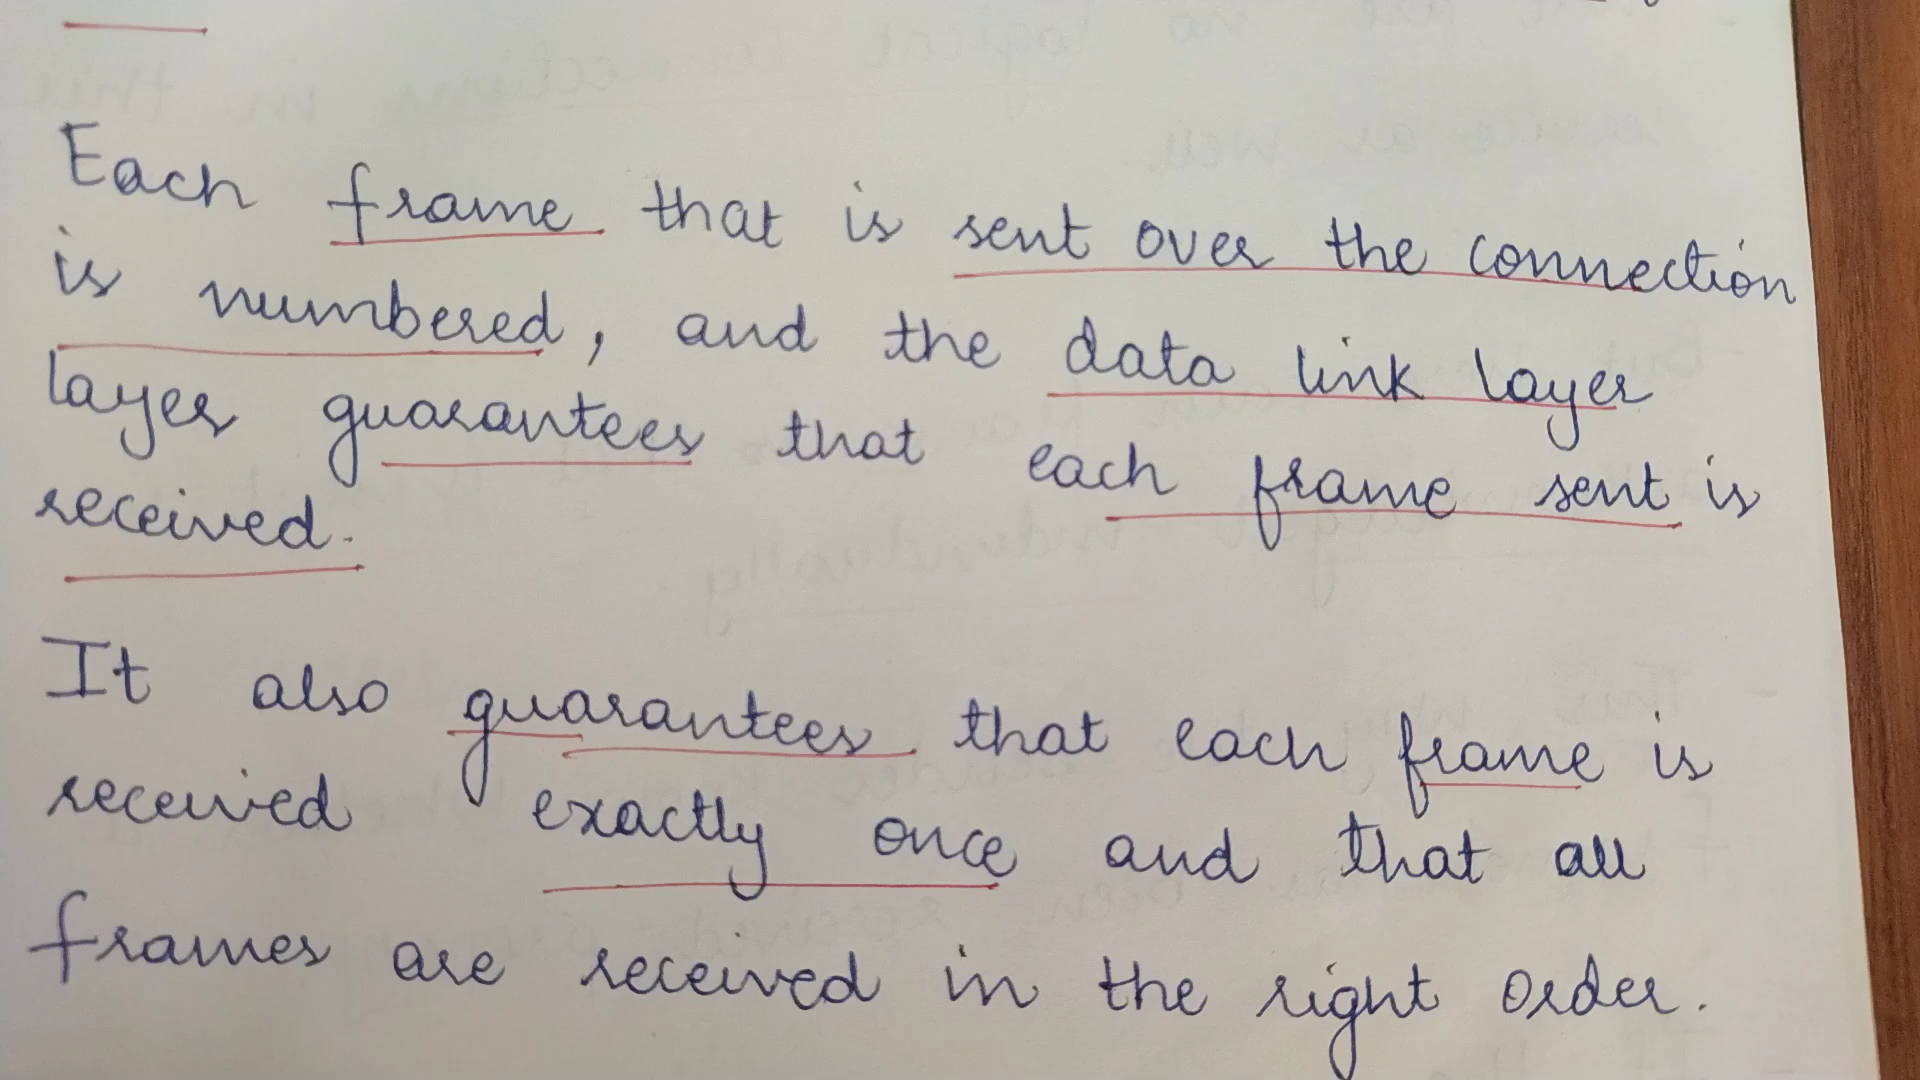 Each frame that is sent over the connection
is numbered, and the data link layer
layer guarantees that each frame sent is
received.
It also guarantees that each frame is
received exactly once and that all
frames are received in the right order.